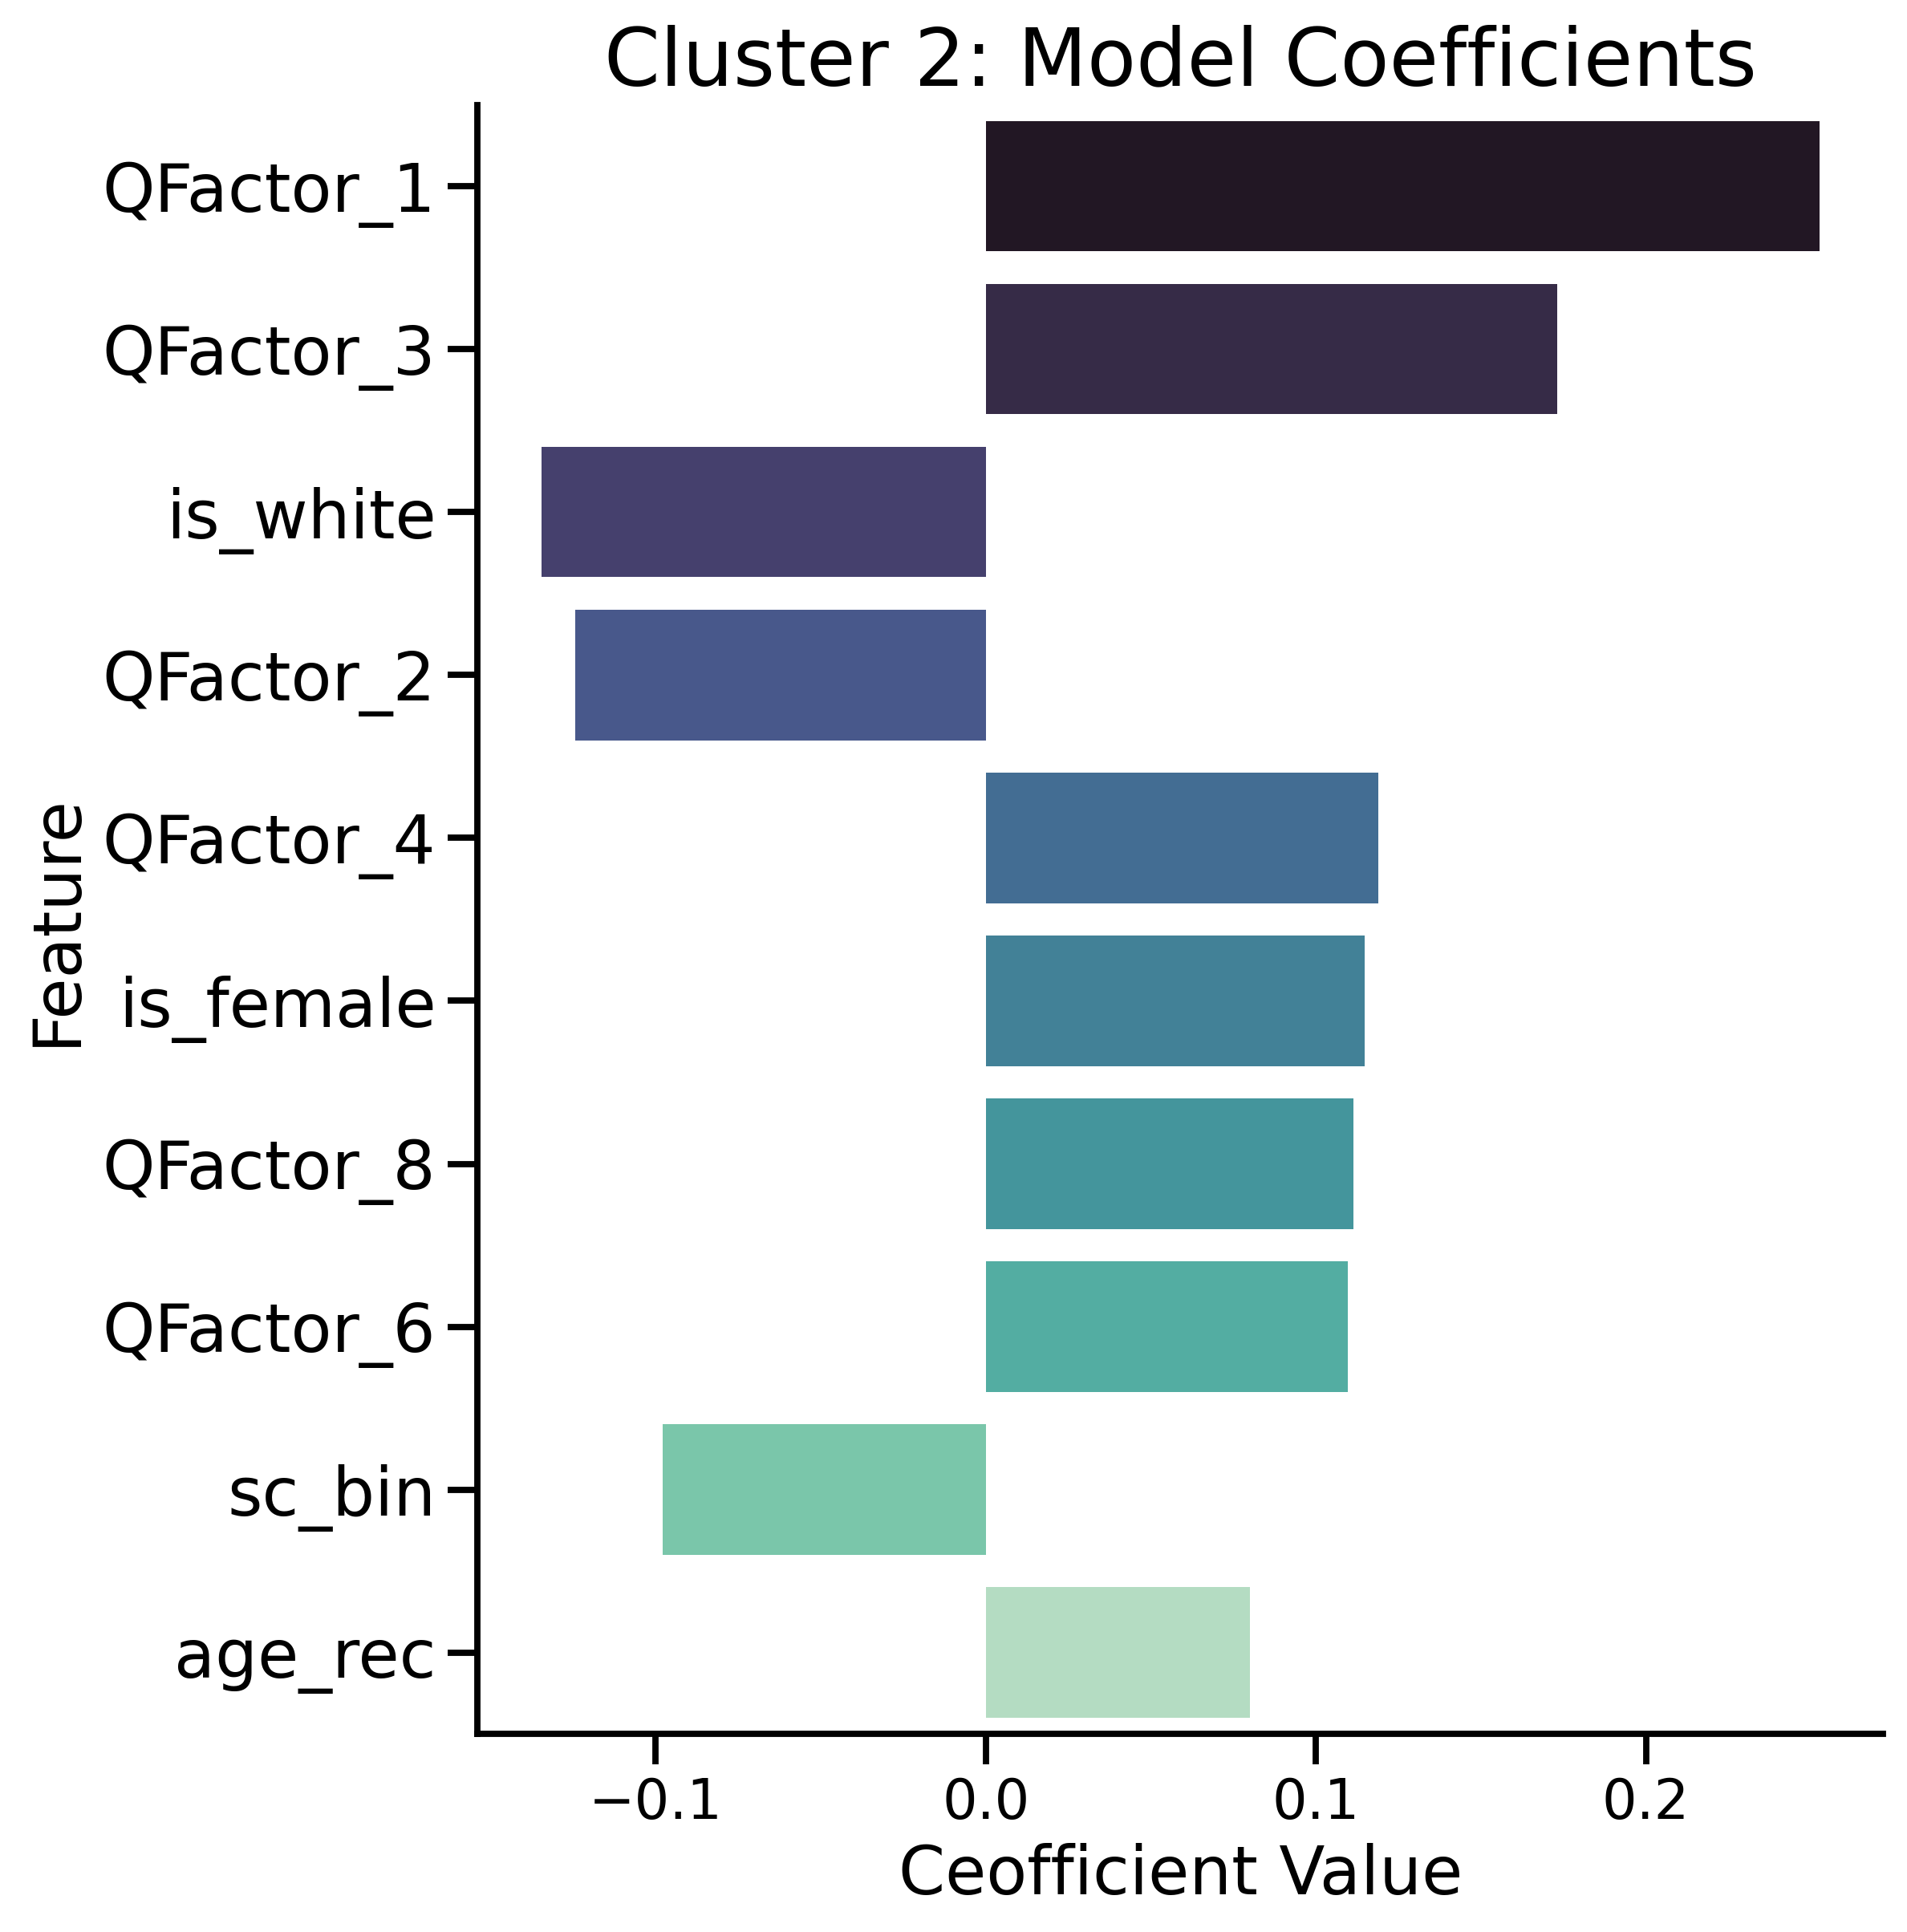 Cluster 2: Model Coefficients
QFactor_1
QFactor_3
is_white
QFactor_2
QFactor_4
is_female
QFactor_8
QFactor_6
sc_bin
age_rec
Feature
−0.1 0.0 0.1 0.2
Ceofficient Value